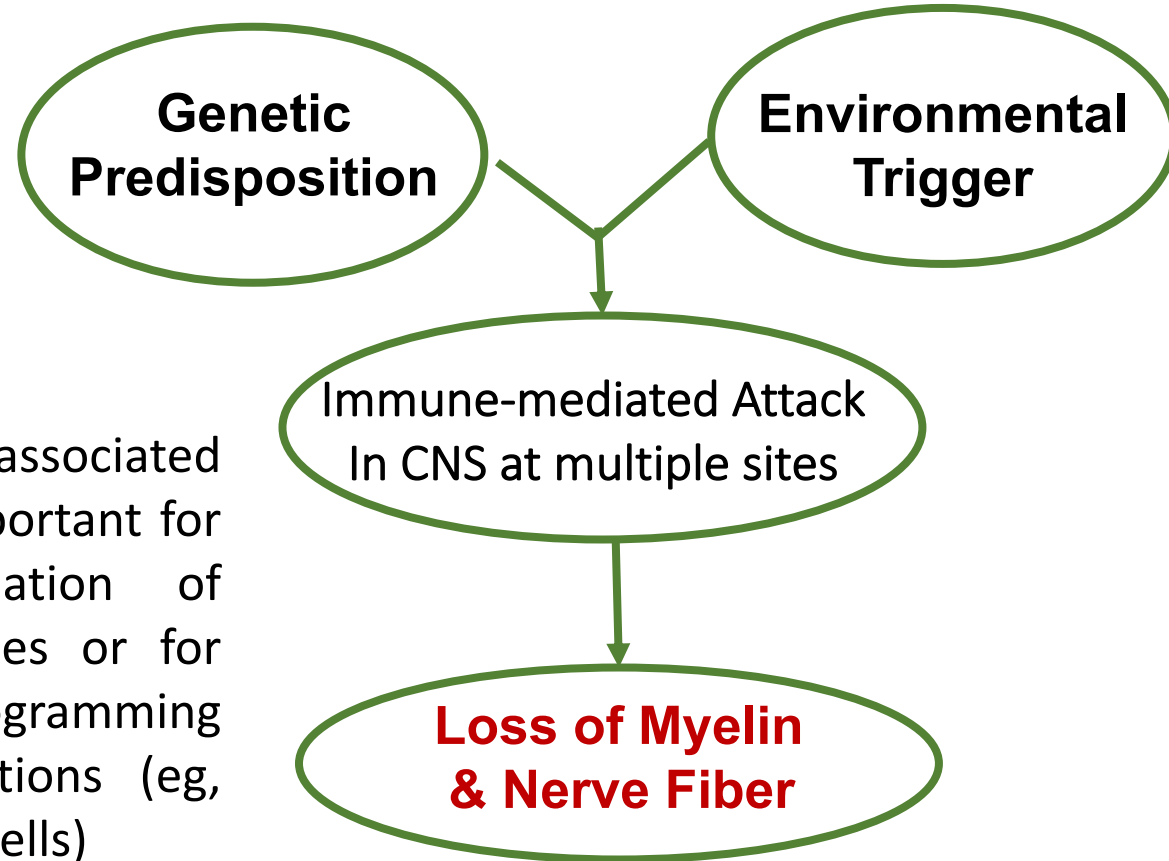 Genetic
Predisposition
Environmental
Trigger
Immune-mediated Attack
In CNS at multiple sites
associated
portant for
ation of
es or for
ogramming
tions (eg,
ells)
Loss of Myelin
& Nerve Fiber